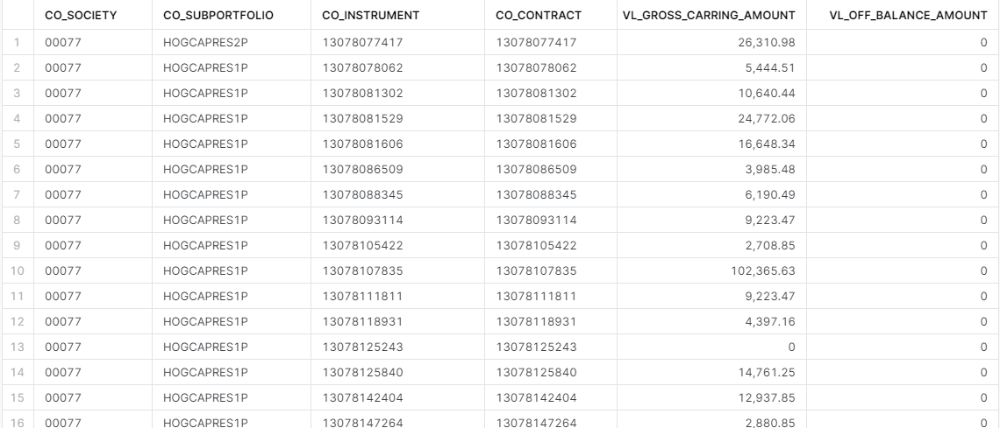 CO_SOCIETY CO_SUBPORTFOLIO CO_INSTRUMENT CO_CONTRACT VL_GROSS_CARRING_AMOUNT VL_OFF_BALANCE_AMOUNT
1 00077 HOGCAPRES2P 13078077417 13078077417 26,310.98 0
2 00077 HOGCAPRES1P 13078078062 13078078062 5,444.51 0
3 00077 HOGCAPRES1P 13078081302 13078081302 10,640.44 0
4 00077 HOGCAPRES1P 13078081529 13078081529 24,772.06 0
5 00077 HOGCAPRES1P 13078081606 13078081606 16,648.34 0
6 00077 HOGCAPRES1P 13078086509 13078086509 3,985.48 0
7 00077 HOGCAPRES1P 13078088345 13078088345 6,190.49 0
8 00077 HOGCAPRES1P 13078093114 13078093114 9,223.47 0
9 00077 HOGCAPRES1P 13078105422 13078105422 2,708.85 0
10 00077 HOGCAPRES1P 13078107835 13078107835 102,365.63 0
11 00077 HOGCAPRES1P 13078111811 13078111811 9,223.47 0
12 00077 HOGCAPRES1P 13078118931 13078118931 4,397.16 0
13 00077 HOGCAPRES1P 13078125243 13078125243 0 0
14 00077 HOGCAPRES1P 13078125840 13078125840 14,761.25 0
15 00077 HOGCAPRES1P 13078142404 13078142404 12,937.85 0
16 00077 HOGCAPRES1P 13078147264 13078147264 2,880.85 0